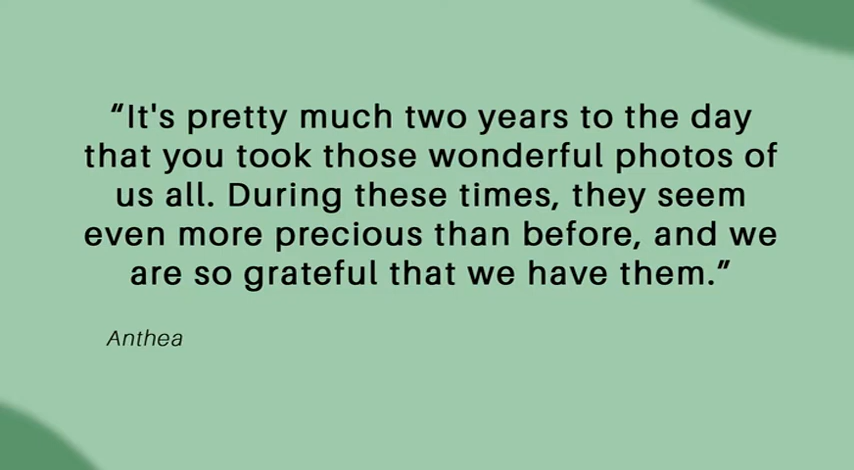 “It's pretty much two years to the day
that you took those wonderful photos of
us all. During these times, they seem
even more precious than before, and we
are so grateful that we have them.”
Anthea